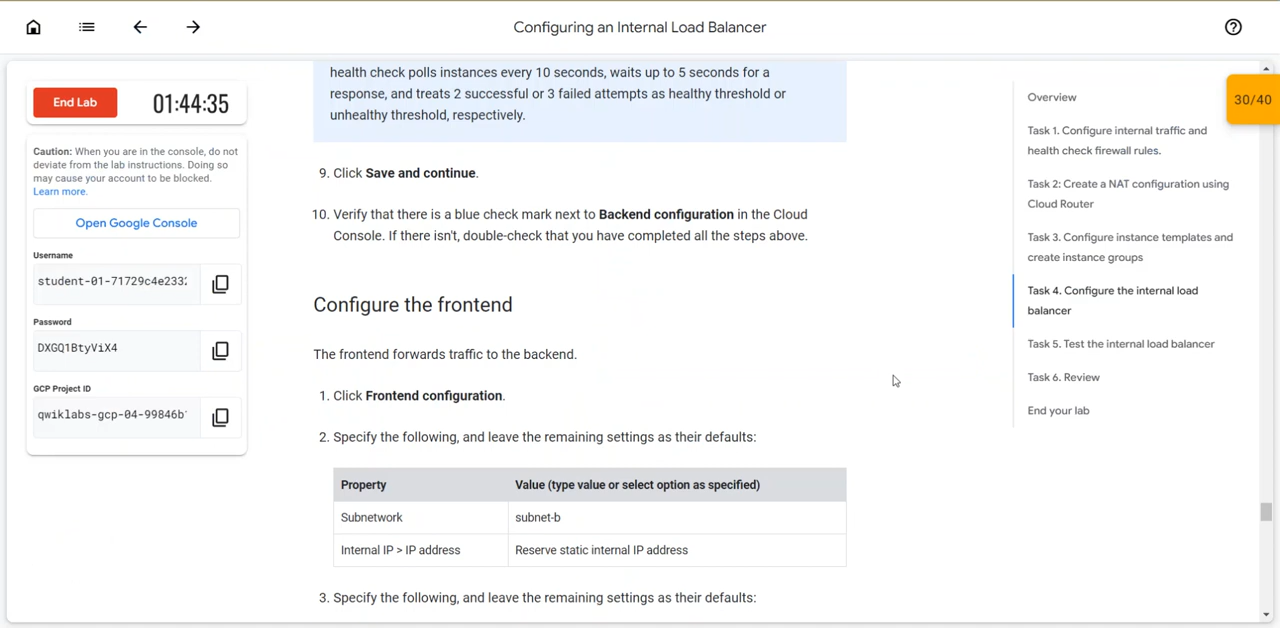 Configuring an Internal Load Balancer
End Lab
01:44:35
Caution: When you are in the console, do not
deviate from the lab instructions. Doing so
may cause your account to be blocked.
Learn more.
Open Google Console
Username
student-01-71729c4e233
Password
DXGQ1BtyViX4
GCP Project ID
qwiklabs-gcp-04-99846b
health check polls instances every 10 seconds, waits up to 5 seconds for a
response, and treats 2 successful or 3 failed attempts as healthy threshold or
unhealthy threshold, respectively.
9. Click Save and continue.
10. Verify that there is a blue check mark next to Backend configuration in the Cloud
Console. If there isn't, double-check that you have completed all the steps above.
Configure the frontend
The frontend forwards traffic to the backend.
1. Click Frontend configuration.
2. Specify the following, and leave the remaining settings as their defaults:
Property Value (type value or select option as specified)
Subnetwork subnet-b
Internal IP > IP address Reserve static internal IP address
3. Specify the following, and leave the remaining settings as their defaults:
Overview
Task 1. Configure internal traffic and
health check firewall rules.
Task 2: Create a NAT configuration using
Cloud Router
Task 3. Configure instance templates and
create instance groups
Task 4. Configure the internal load
balancer
Task 5. Test the internal load balancer
Task 6. Review
End your lab
30/40